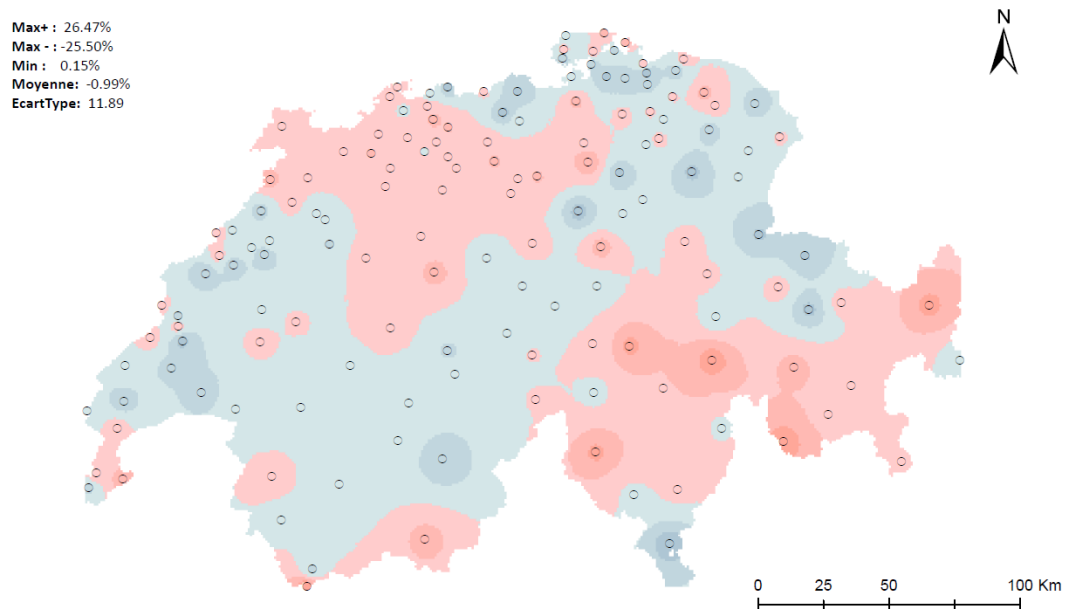 Max+ : 26.47%
Max - : -25.50%
Min : 0.15%
Moyenne: -0.99%
EcartType: 11.89
N
0 25 50 100 Km